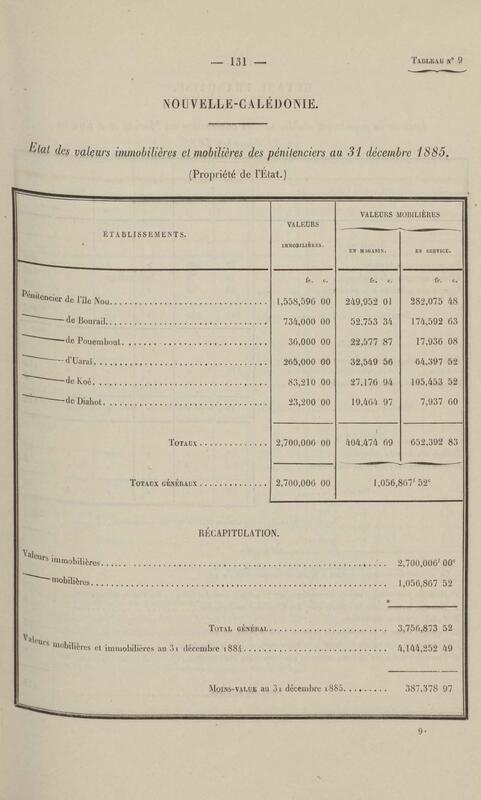 — 131 —
TABLEAU N° 9
NOUVELLE-CALÉDONIE.
État des valeurs immobilières et mobilières des pénitenciers au 31 décembre 1885.
(Propriété de l'État.)
ÉTABLISSEMENTS.
VALEURS IMMOBILIÈRES.
VALEURS MOBILIÈRES
EN MAGASIN.
EN SERVICE.
fr. c. fr. c. fr. c.
Pénitencier de l'île Nou 1,558,596 00 249,952 01 282,075 48
——— de Bourail 734,000 00 52,753 34 174,592 63
——— de Pouembout 36,000 00 22,577 87 17,936 08
——— d'Uaraï 265,000 00 32,549 56 64,397 52
——— de Koé 83,210 00 27,176 94 105,453 52
——— de Diahot 23,200 00 19,464 97 7,937 60
TOTAUX 2,700,006 00 404,474 69 652,392 83
TOTAUX GÉNÉRAUX 2,700,006 00 1,056,867f 52c
RÉCAPITULATION.
Valeurs immobilières 2,700,006f 00c
——— mobilières 1,056,867 52
TOTAL GÉNÉRAL 3,756,873 52
Valeurs mobilières et immobilières au 31 décembre 1884 4,144,252 49
MOINS-VALUE au 31 décembre 1885 387,378 97
9.